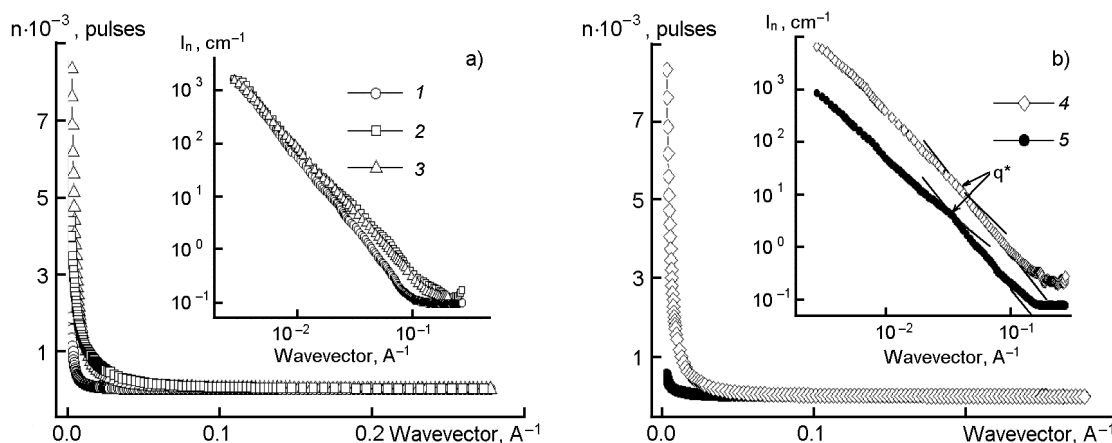 n·10⁻³, pulses
7
5
3
1
0.0
0.1
0.2
Wavevector, A⁻¹
a)
Iₙ, cm⁻¹
10³
10²
10¹
10⁰
10⁻¹
10⁻²
10⁻¹
Wavevector, A⁻¹
1
2
3
n·10⁻³, pulses
7
5
3
1
0.0
0.1
Wavevector, A⁻¹
b)
Iₙ, cm⁻¹
10³
10²
10¹
10⁰
10⁻¹
10⁻²
10⁻¹
Wavevector, A⁻¹
4
5
q*